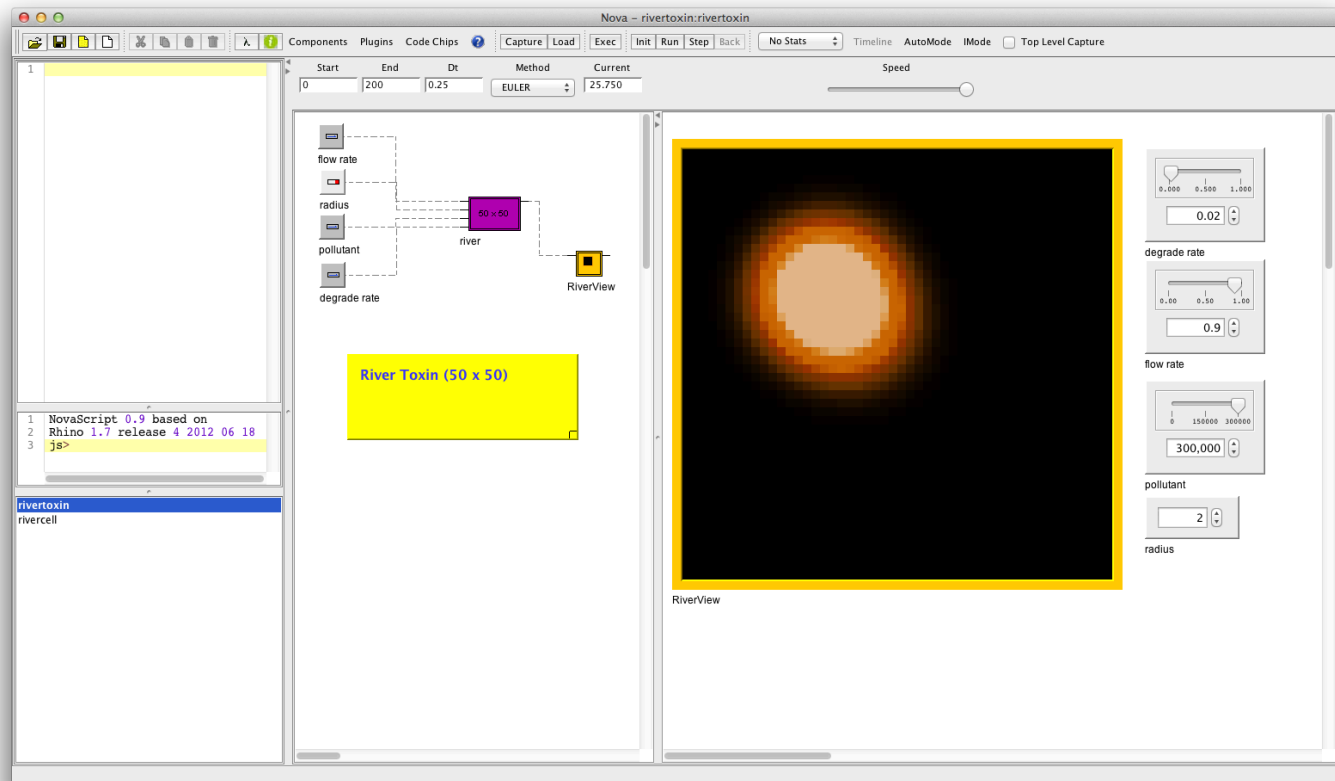 Nova - rivertoxin:rivertoxin
λ i Components Plugins Code Chips ? Capture Load Exec Init Run Step Back No Stats Timeline AutoMode IMode Top Level Capture
Start End Dt Method Current Speed
0 200 0.25 EULER 25.750
1
1 NovaScript 0.9 based on
2 Rhino 1.7 release 4 2012 06 18
3 js>
rivertoxin
rivercell
flow rate
radius
pollutant
degrade rate
50 x 60
river
RiverView
River Toxin (50 x 50)
RiverView
0.000 0.500 1.000
0.02
degrade rate
0.00 0.50 1.00
0.9
flow rate
0 150000 300000
300,000
pollutant
2
radius